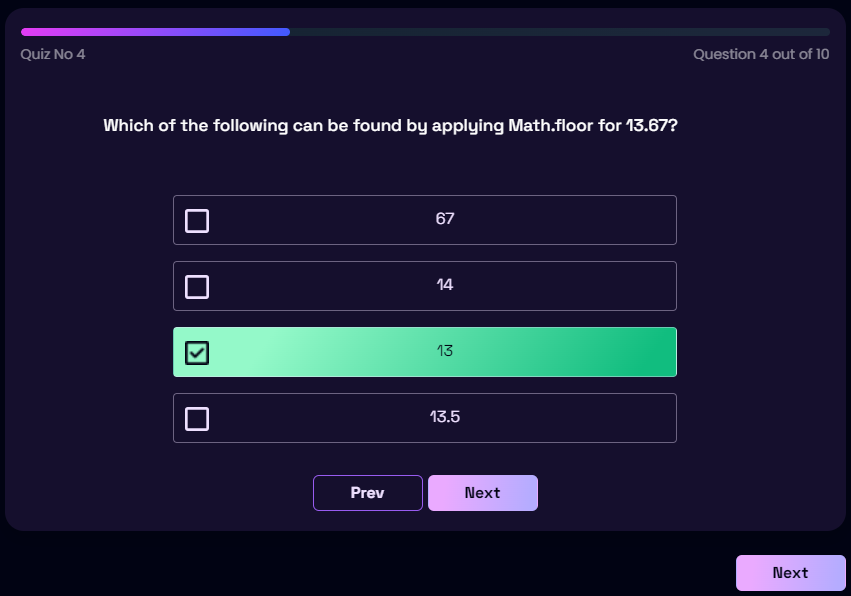 Quiz No 4
Question 4 out of 10
Which of the following can be found by applying Math.floor for 13.67?
67
14
13
13.5
Prev
Next
Next